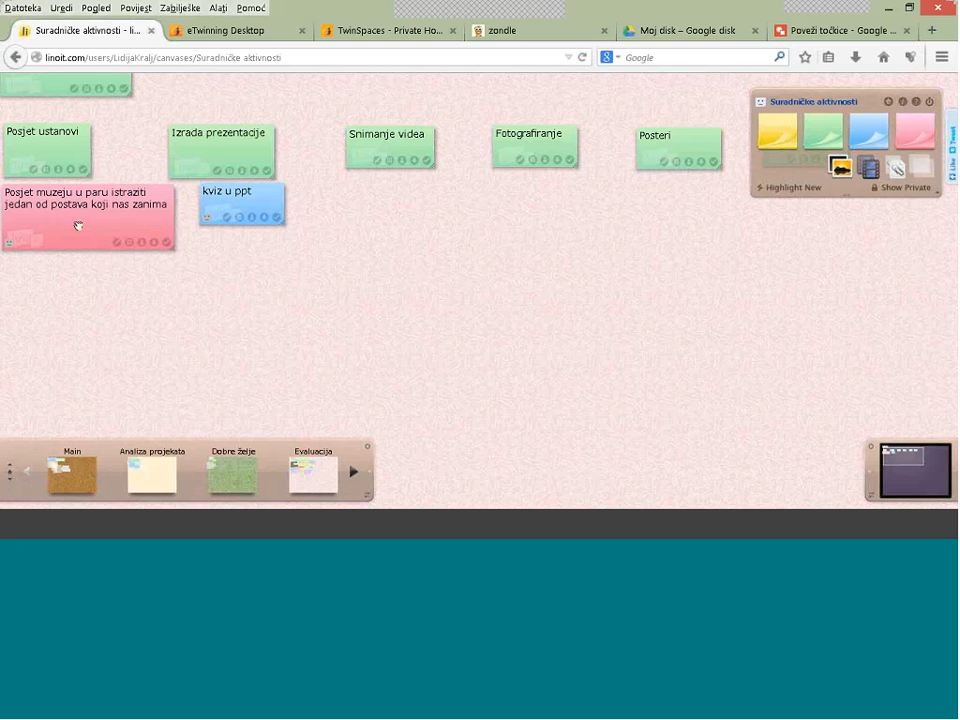 Datoteka Uredi Pogled Povijest Zabilješke Alati Pomoć
Suradničke aktivnosti - li...
eTwinning Desktop
TwinSpaces - Private Ho...
zondle
Moj disk – Google disk
Poveži točkice - Google ...
linoit.com/users/LidijaKralj/canvases/Suradničke aktivnosti
Google
Posjet ustanovi
Izrada prezentacije
Snimanje videa
Fotografiranje
Posteri
Suradničke aktivnosti
Highlight New
Show Private
Tweet
Like
Posjet muzeju u paru istraziti
jedan od postava koji nas zanima
kviz u ppt
Main
Analiza projekata
Dobre želje
Evaluacija